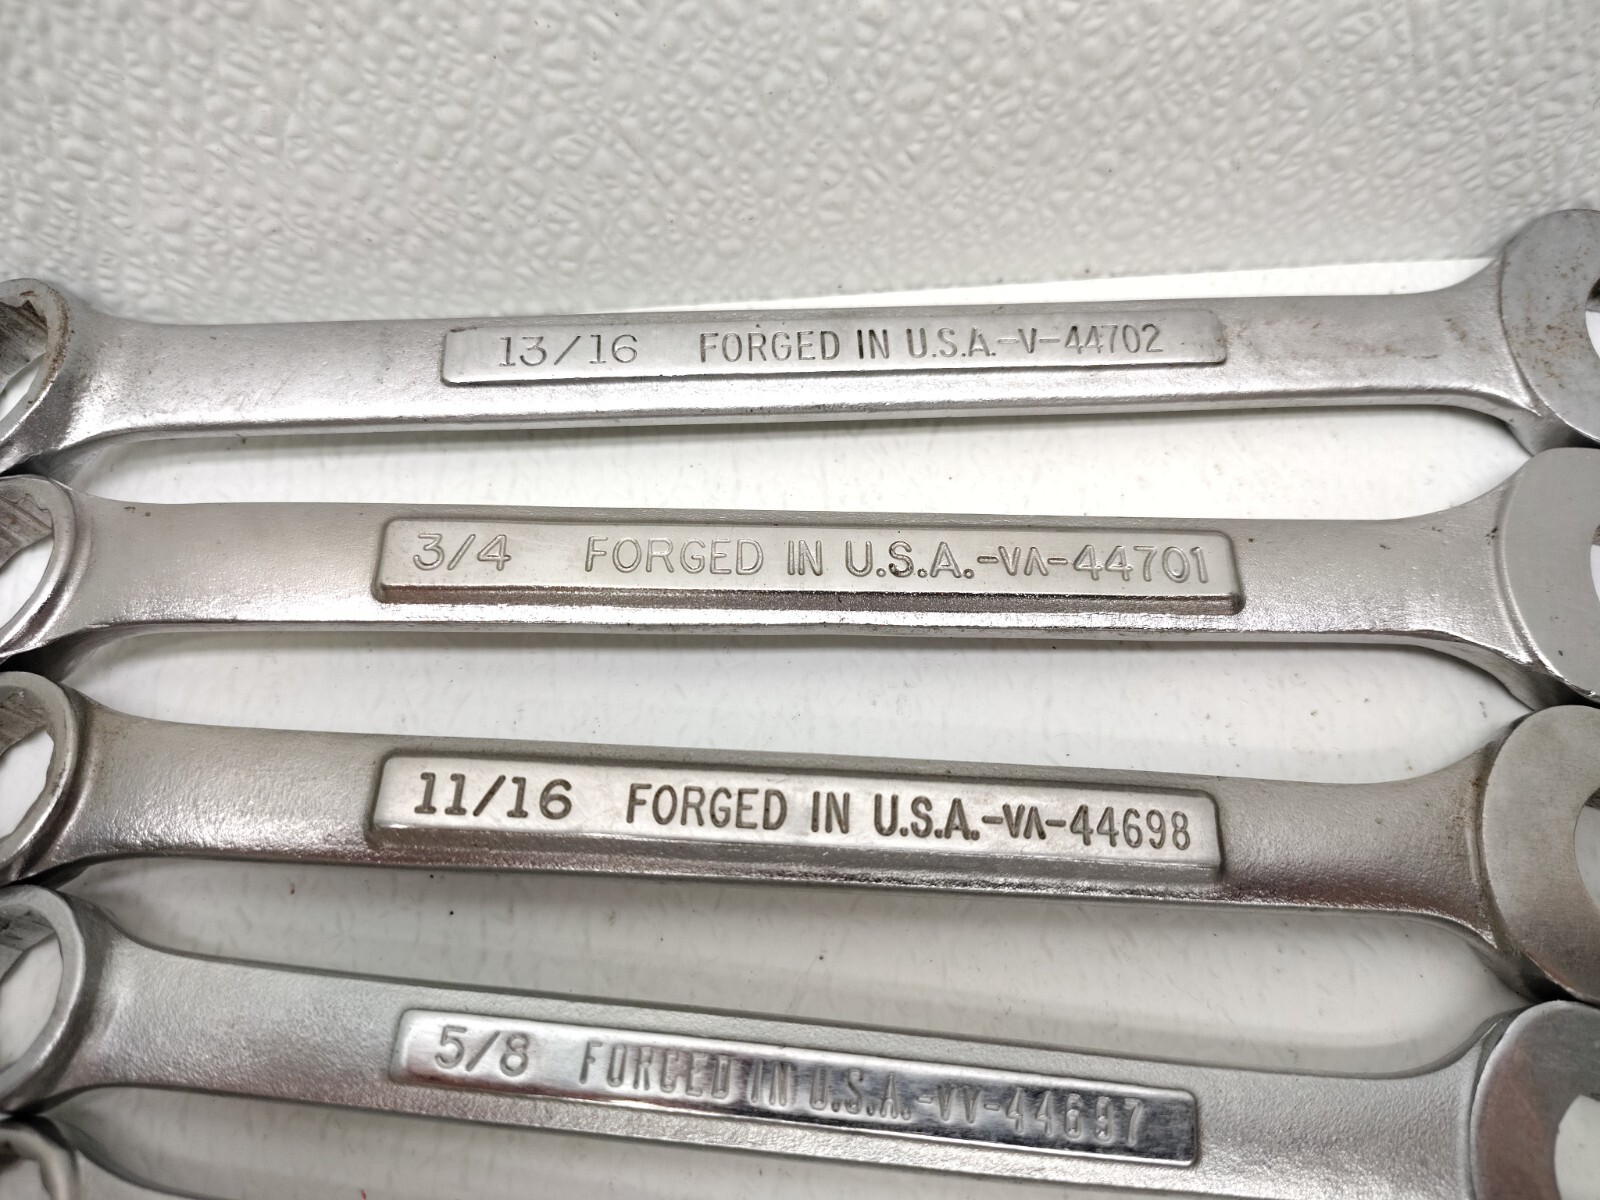 13/16 FORGED IN U.S.A.-V-44702
3/4 FORGED IN U.S.A.-VΛ-44701
11/16 FORGED IN U.S.A.-VΛ-44698
5/8 FORGED IN U.S.A.-VV-44697